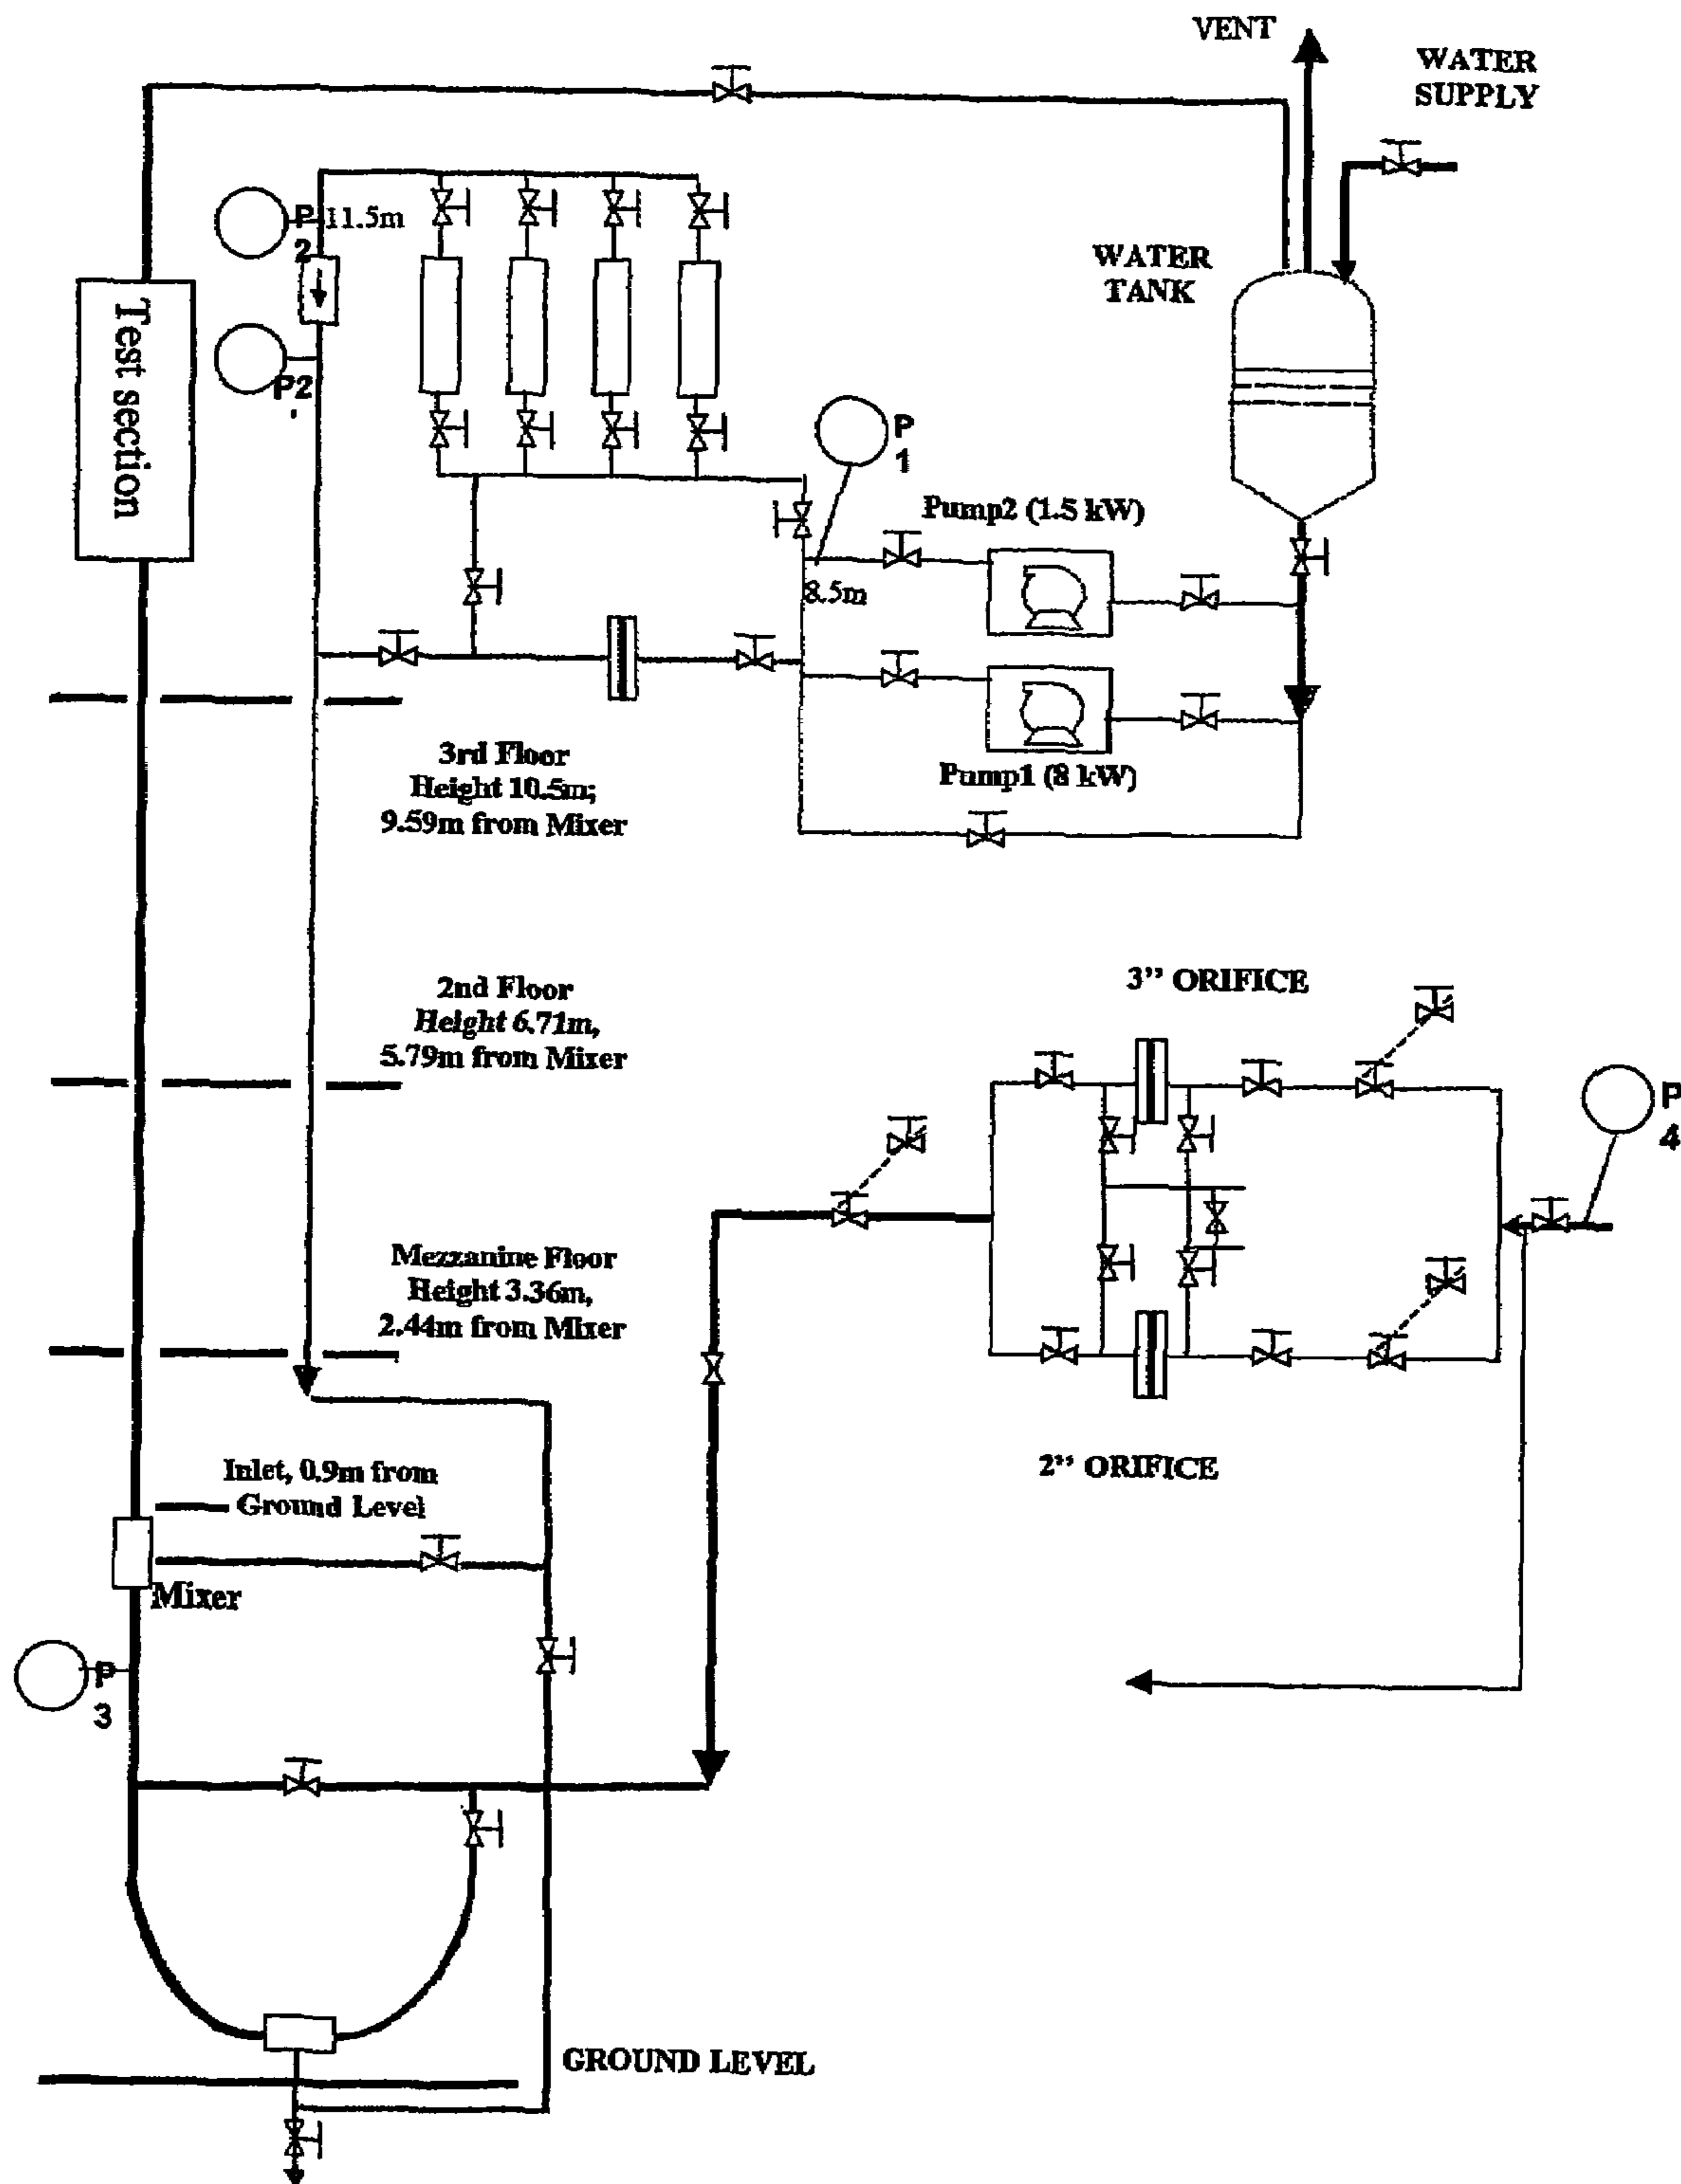 VENT
WATER
SUPPLY
P
2
11.5m
WATER
TANK
Test section
P2
P
1
Pump2 (1.5 kW)
8.5m
Pump1 (8 kW)
3rd Floor
Height 10.5m;
9.59m from Mixer
2nd Floor
Height 6.71m,
5.79m from Mixer
3” ORIFICE
P
4
Mezzanine Floor
Height 3.36m,
2.44m from Mixer
2” ORIFICE
Inlet, 0.9m from
Ground Level
Mixer
P
3
GROUND LEVEL